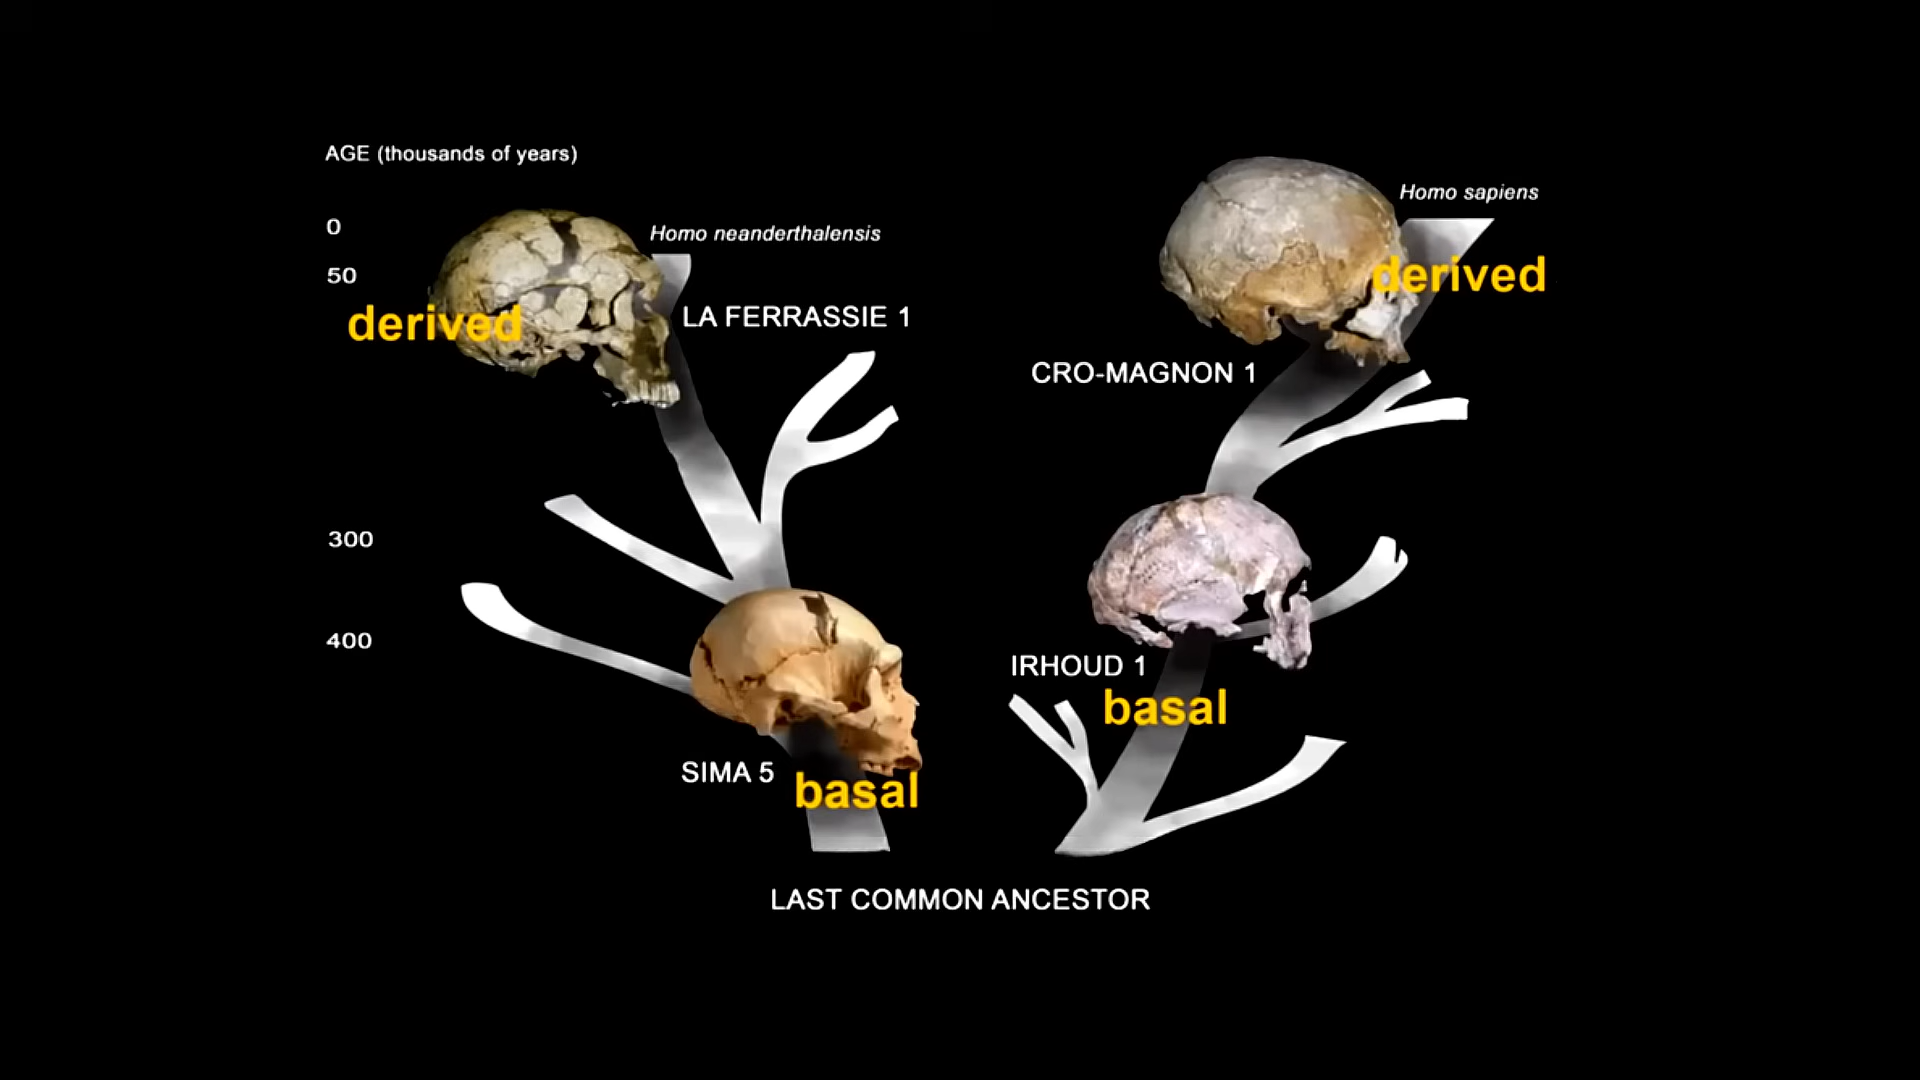 AGE (thousands of years)
0
50
300
400
Homo neanderthalensis
derived
LA FERRASSIE 1
SIMA 5
basal
Homo sapiens
derived
CRO-MAGNON 1
IRHOUD 1
basal
LAST COMMON ANCESTOR